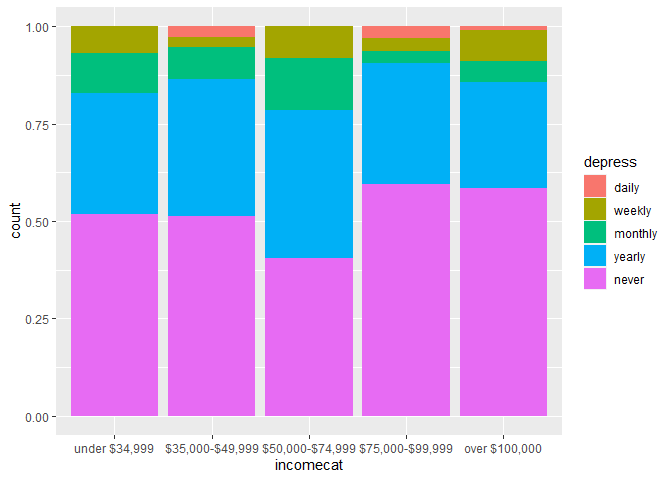 1.00
0.75
0.50
0.25
0.00
count
under $34,999
$35,000-$49,999
$50,000-$74,999
$75,000-$99,999
over $100,000
incomecat
depress
daily
weekly
monthly
yearly
never